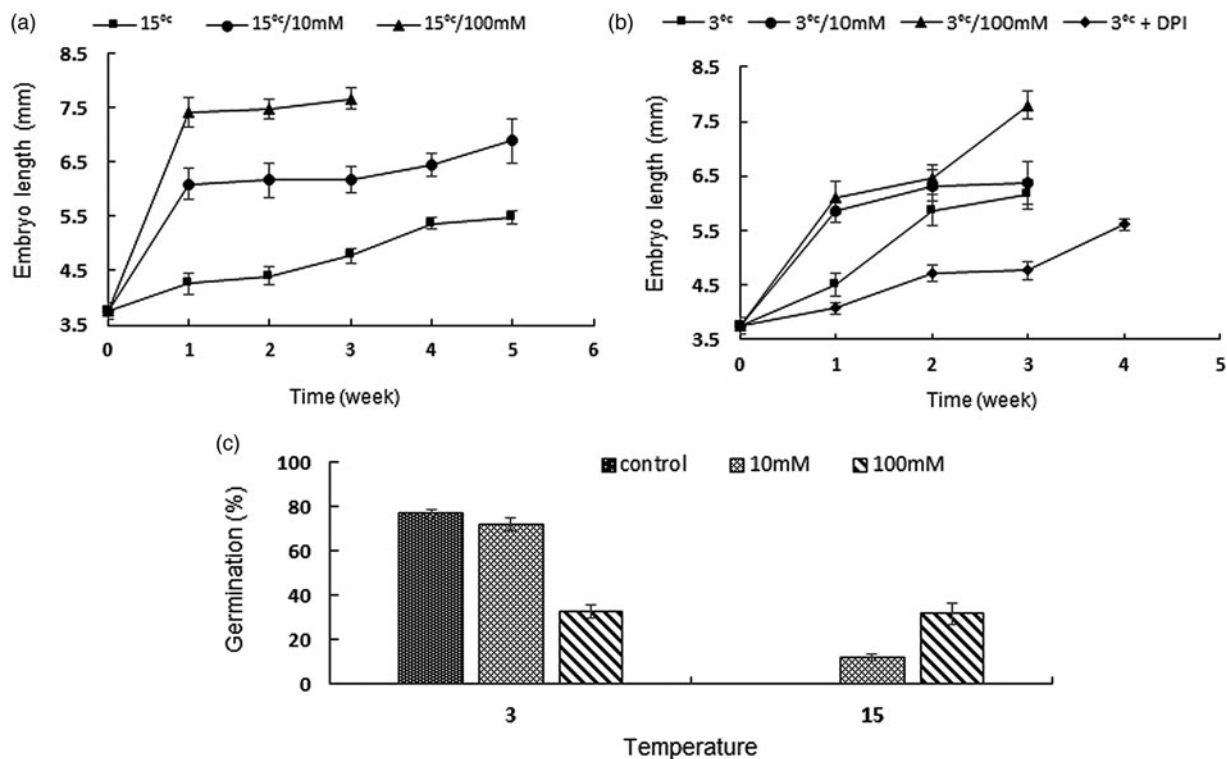 (a)
15ºc 15ºc/10mM 15ºc/100mM
8.5
7.5
6.5
5.5
4.5
3.5
Embryo length (mm)
0 1 2 3 4 5 6
Time (week)
(b)
3ºc 3ºc/10mM 3ºc/100mM 3ºc + DPI
8.5
7.5
6.5
5.5
4.5
3.5
Embryo length (mm)
0 1 2 3 4 5
Time (week)
(c)
control 10mM 100mM
100
80
60
40
20
0
Germination (%)
3 15
Temperature